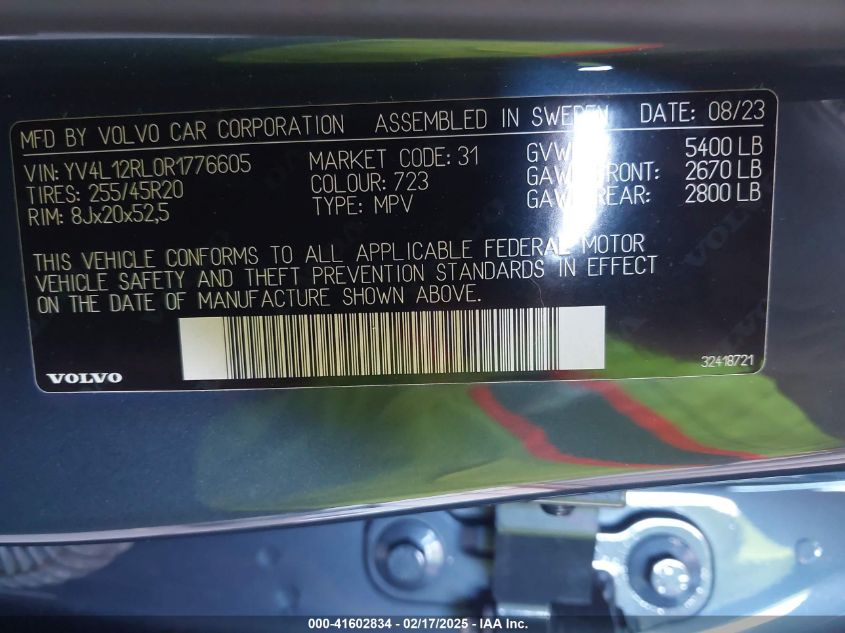 MFD BY VOLVO CAR CORPORATION ASSEMBLED IN SWEDEN DATE: 08/23
VIN: YV4L12RL0R1776605 MARKET CODE: 31 GVW 5400 LB
TIRES: 255/45R20 COLOUR: 723 GAW FRONT: 2670 LB
RIM: 8Jx20x52,5 TYPE: MPV GAW REAR: 2800 LB
THIS VEHICLE CONFORMS TO ALL APPLICABLE FEDERAL MOTOR
VEHICLE SAFETY AND THEFT PREVENTION STANDARDS IN EFFECT
ON THE DATE OF MANUFACTURE SHOWN ABOVE.
VOLVO 32418721
000-41602834 - 02/17/2025 - IAA Inc.